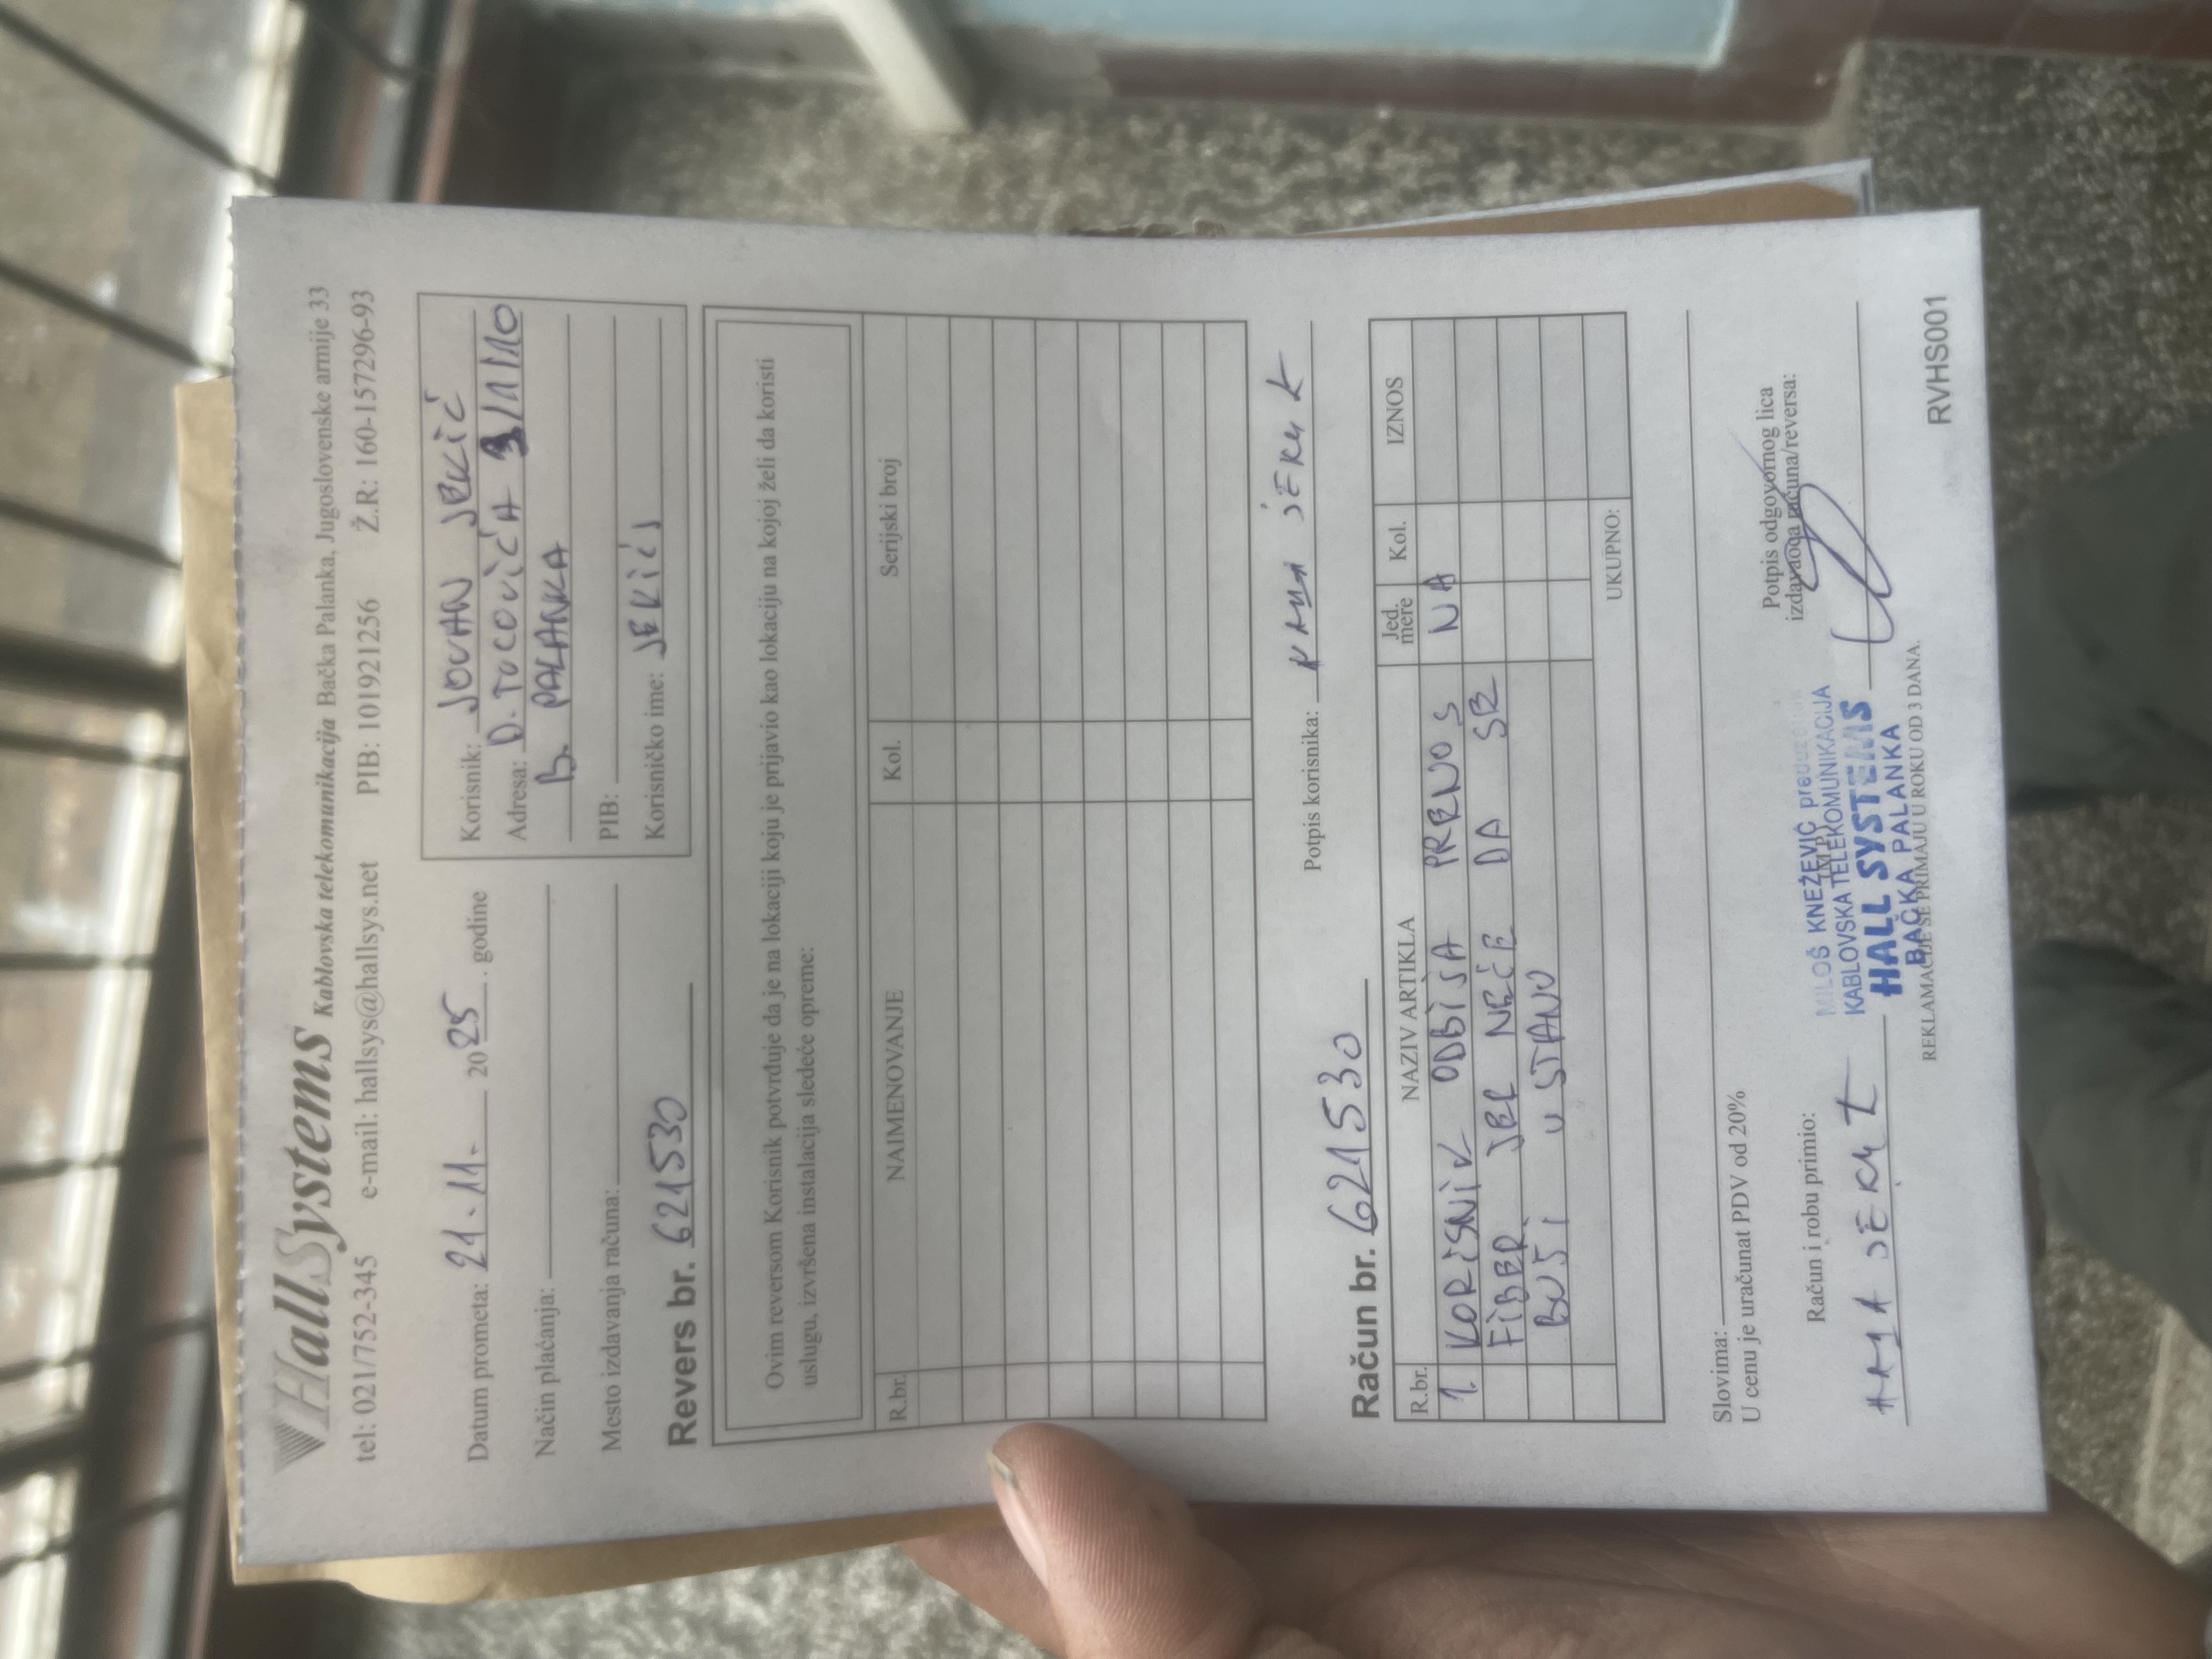 HallSystems Kablovska telekomunikacija Bačka Palanka, Jugoslovenske armije 33
tel: 021/752-345 e-mail: hallsys@hallsys.net PIB: 101921256 Ž.R: 160-157296-93
Datum prometa: 21.11. 2025. godine
Način plaćanja:
Mesto izdavanja računa:
Korisnik: JOVAN JEKIĆ
Adresa: D. TUCOVIĆA 3/1/10
B. PALANKA
PIB:
Korisničko ime: JEKIĆJ
Revers br. 621530
Ovim reversom Korisnik potvrđuje da je na lokaciji koju je prijavio kao lokaciju na kojoj želi da koristi
uslugu, izvršena instalacija sledeće opreme:
R.br. NAIMENOVANJE Kol. Serijski broj
Potpis korisnika:
Račun br. 621530
R.br. NAZIV ARTIKLA Jed. mere Kol. IZNOS
1. KORISNIK ODBIJA PRENOS NA
FIBER JER NEĆE DA SE
BUŠI U STANU
UKUPNO:
Slovima:
U cenu je uračunat PDV od 20%
Račun i robu primio:
Potpis odgovornog lica
izdavaoca računa/reversa:
M.P.
MILOŠ KNEŽEVIĆ preduzetnik
KABLOVSKA TELEKOMUNIKACIJA
HALL SYSTEMS
BAČKA PALANKA
REKLAMACIJE SE PRIMAJU U ROKU OD 3 DANA.
RVHS001